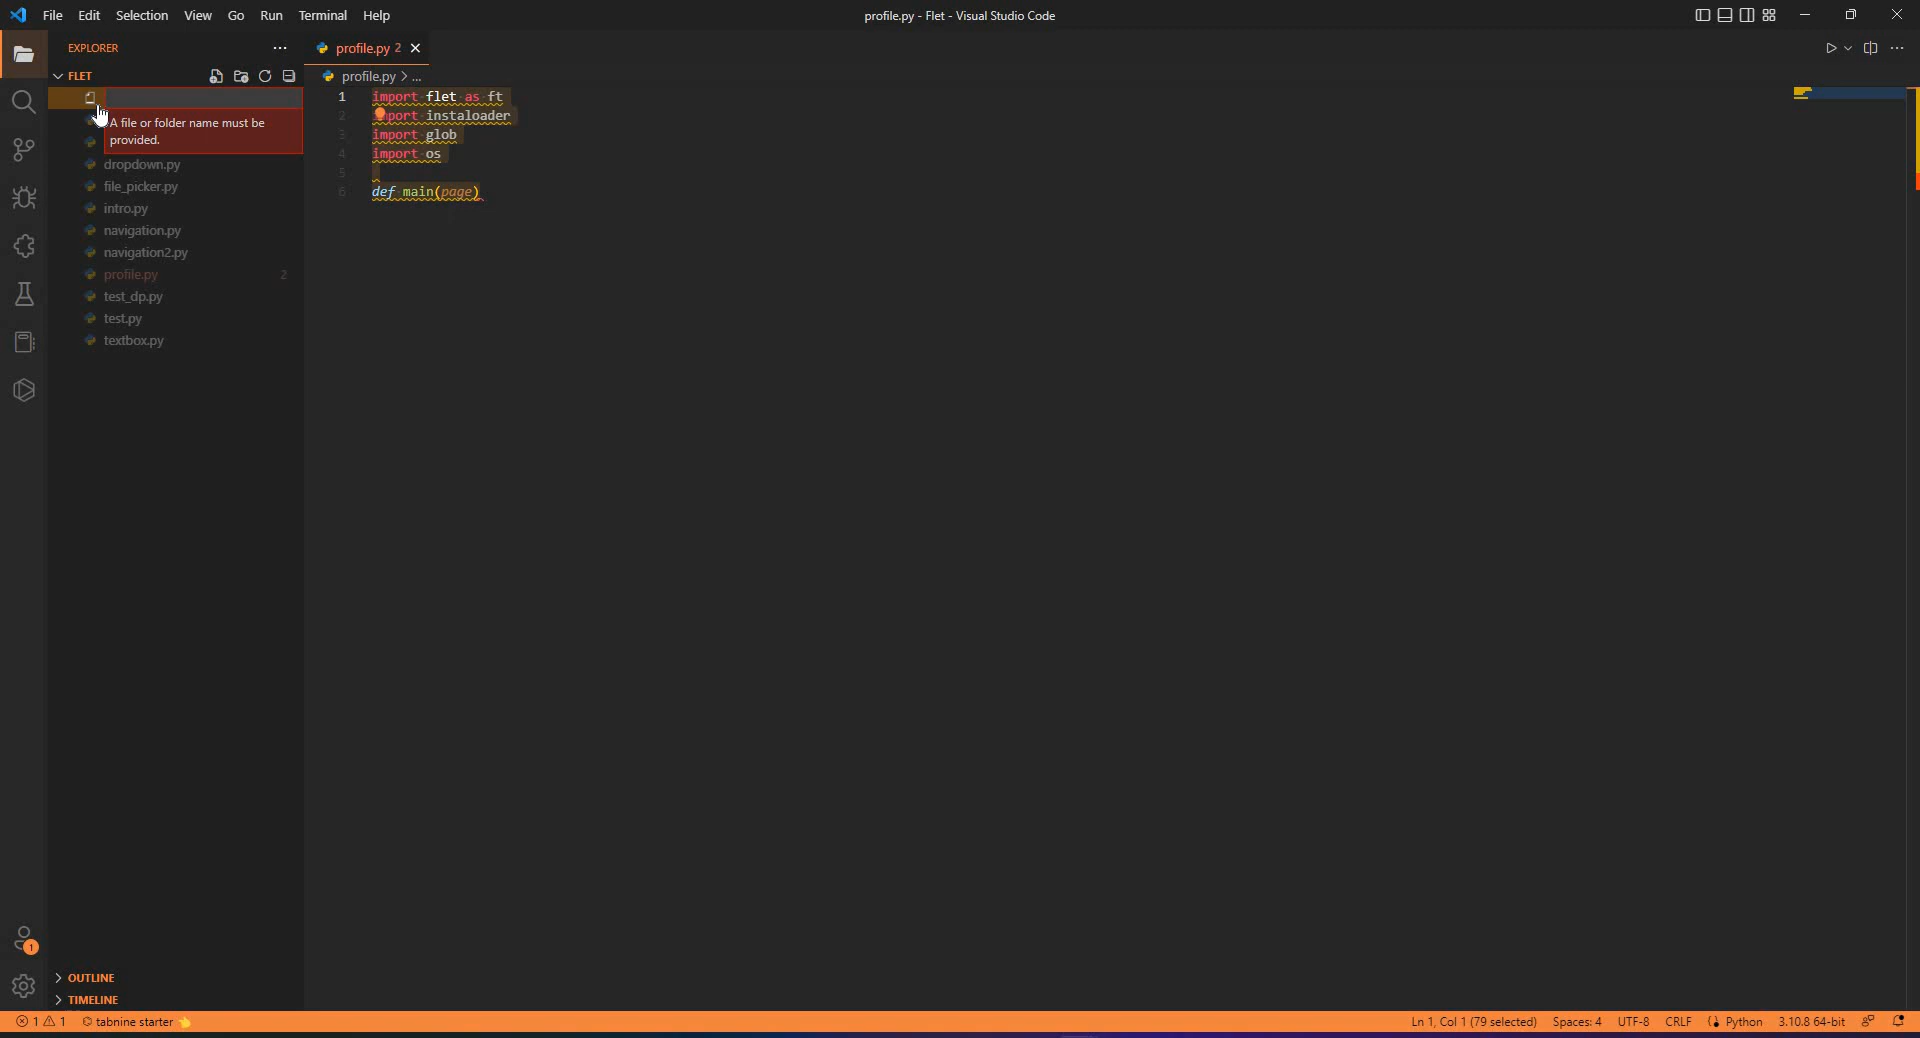 File Edit Selection View Go Run Terminal Help
profile.py - Flet - Visual Studio Code
EXPLORER
profile.py 2
FLET
profile.py > ...
A file or folder name must be
provided.
dropdown.py
file_picker.py
intro.py
navigation.py
navigation2.py
profile.py 2
test_dp.py
test.py
textbox.py
1 import flet as ft
2 import instaloader
3 import glob
4 import os
5
6 def main(page)
1
OUTLINE
TIMELINE
1 1 tabnine starter
Ln 1, Col 1 (79 selected) Spaces: 4 UTF-8 CRLF Python 3.10.8 64-bit